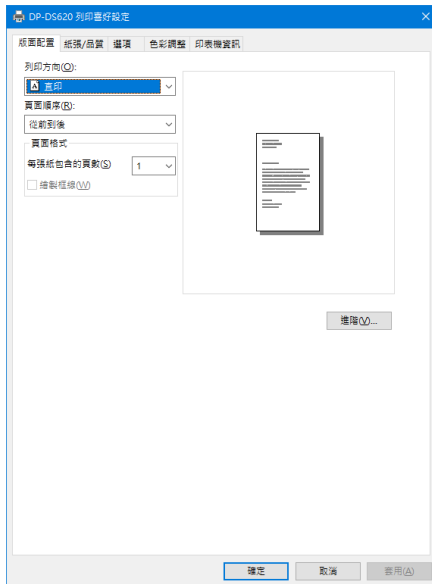 DP-DS620 列印喜好設定
版面配置 紙張/品質 選項 色彩調整 印表機資訊
列印方向(O):
直印
頁面順序(R):
從前到後
頁面格式
每張紙包含的頁數(S) 1
繪製框線(W)
進階(V)...
確定 取消 套用(A)